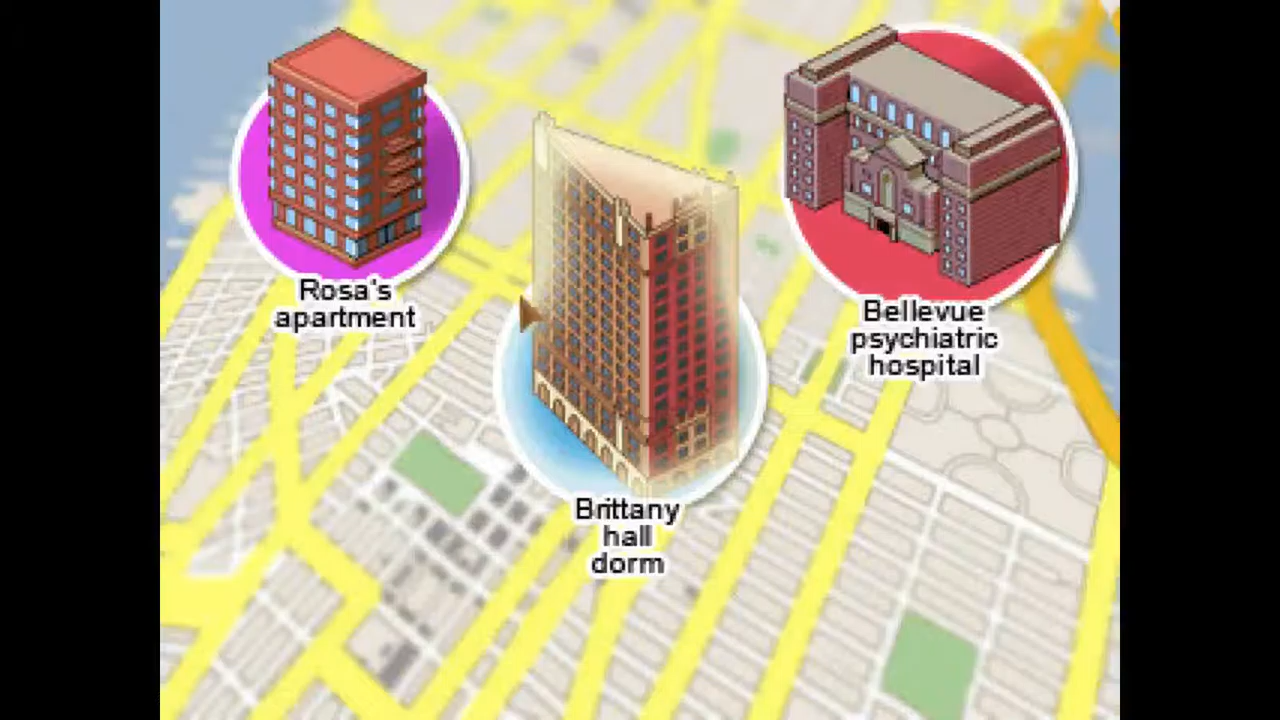 Rosa's
apartment
Bellevue
psychiatric
hospital
Brittany
hall
dorm